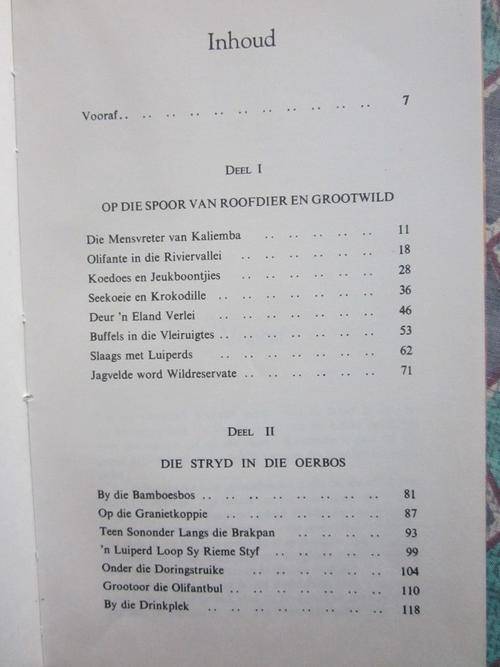 Inhoud
Vooraf.. .. .. .. .. .. .. .. .. .. .. 7
DEEL I
OP DIE SPOOR VAN ROOFDIER EN GROOTWILD
Die Mensvreter van Kaliemba .. .. .. .. .. 11
Olifante in die Riviervallei .. .. .. .. .. .. 18
Koedoes en Jeukboontjies .. .. .. .. .. .. 28
Seekoeie en Krokodille .. .. .. .. .. .. .. 36
Deur 'n Eland Verlei .. .. .. .. .. .. .. 46
Buffels in die Vleiruigtes .. .. .. .. .. .. .. 53
Slaags met Luiperds .. .. .. .. .. .. .. 62
Jagvelde word Wildreservate .. .. .. .. .. .. 71
DEEL II
DIE STRYD IN DIE OERBOS
By die Bamboesbos .. .. .. .. .. .. .. .. 81
Op die Granietkoppie .. .. .. .. .. .. .. 87
Teen Sononder Langs die Brakpan .. .. .. .. 93
'n Luiperd Loop Sy Rieme Styf .. .. .. .. .. 99
Onder die Doringstruike .. .. .. .. .. .. 104
Grootoor die Olifantbul .. .. .. .. .. .. .. 110
By die Drinkplek .. .. .. .. .. .. .. .. 118